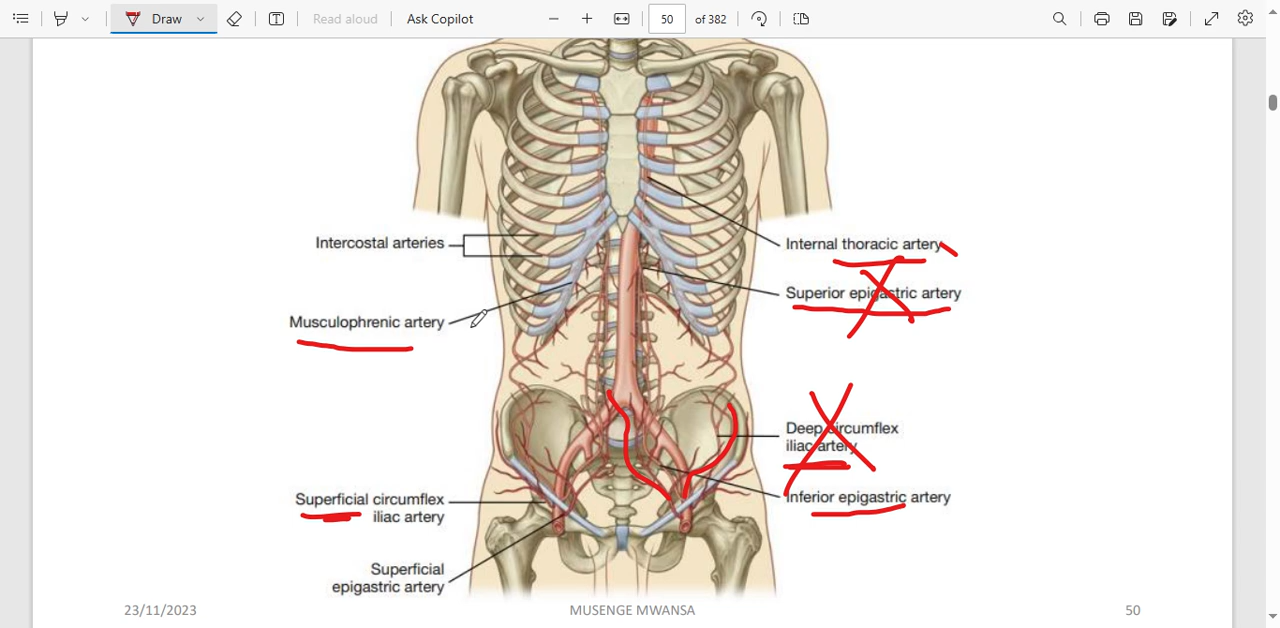 Draw
Read aloud
Ask Copilot
50
of 382
Intercostal arteries
Internal thoracic artery
Superior epigastric artery
Musculophrenic artery
Deep circumflex
iliac artery
Superficial circumflex
iliac artery
Inferior epigastric artery
Superficial
epigastric artery
23/11/2023
MUSENGE MWANSA
50